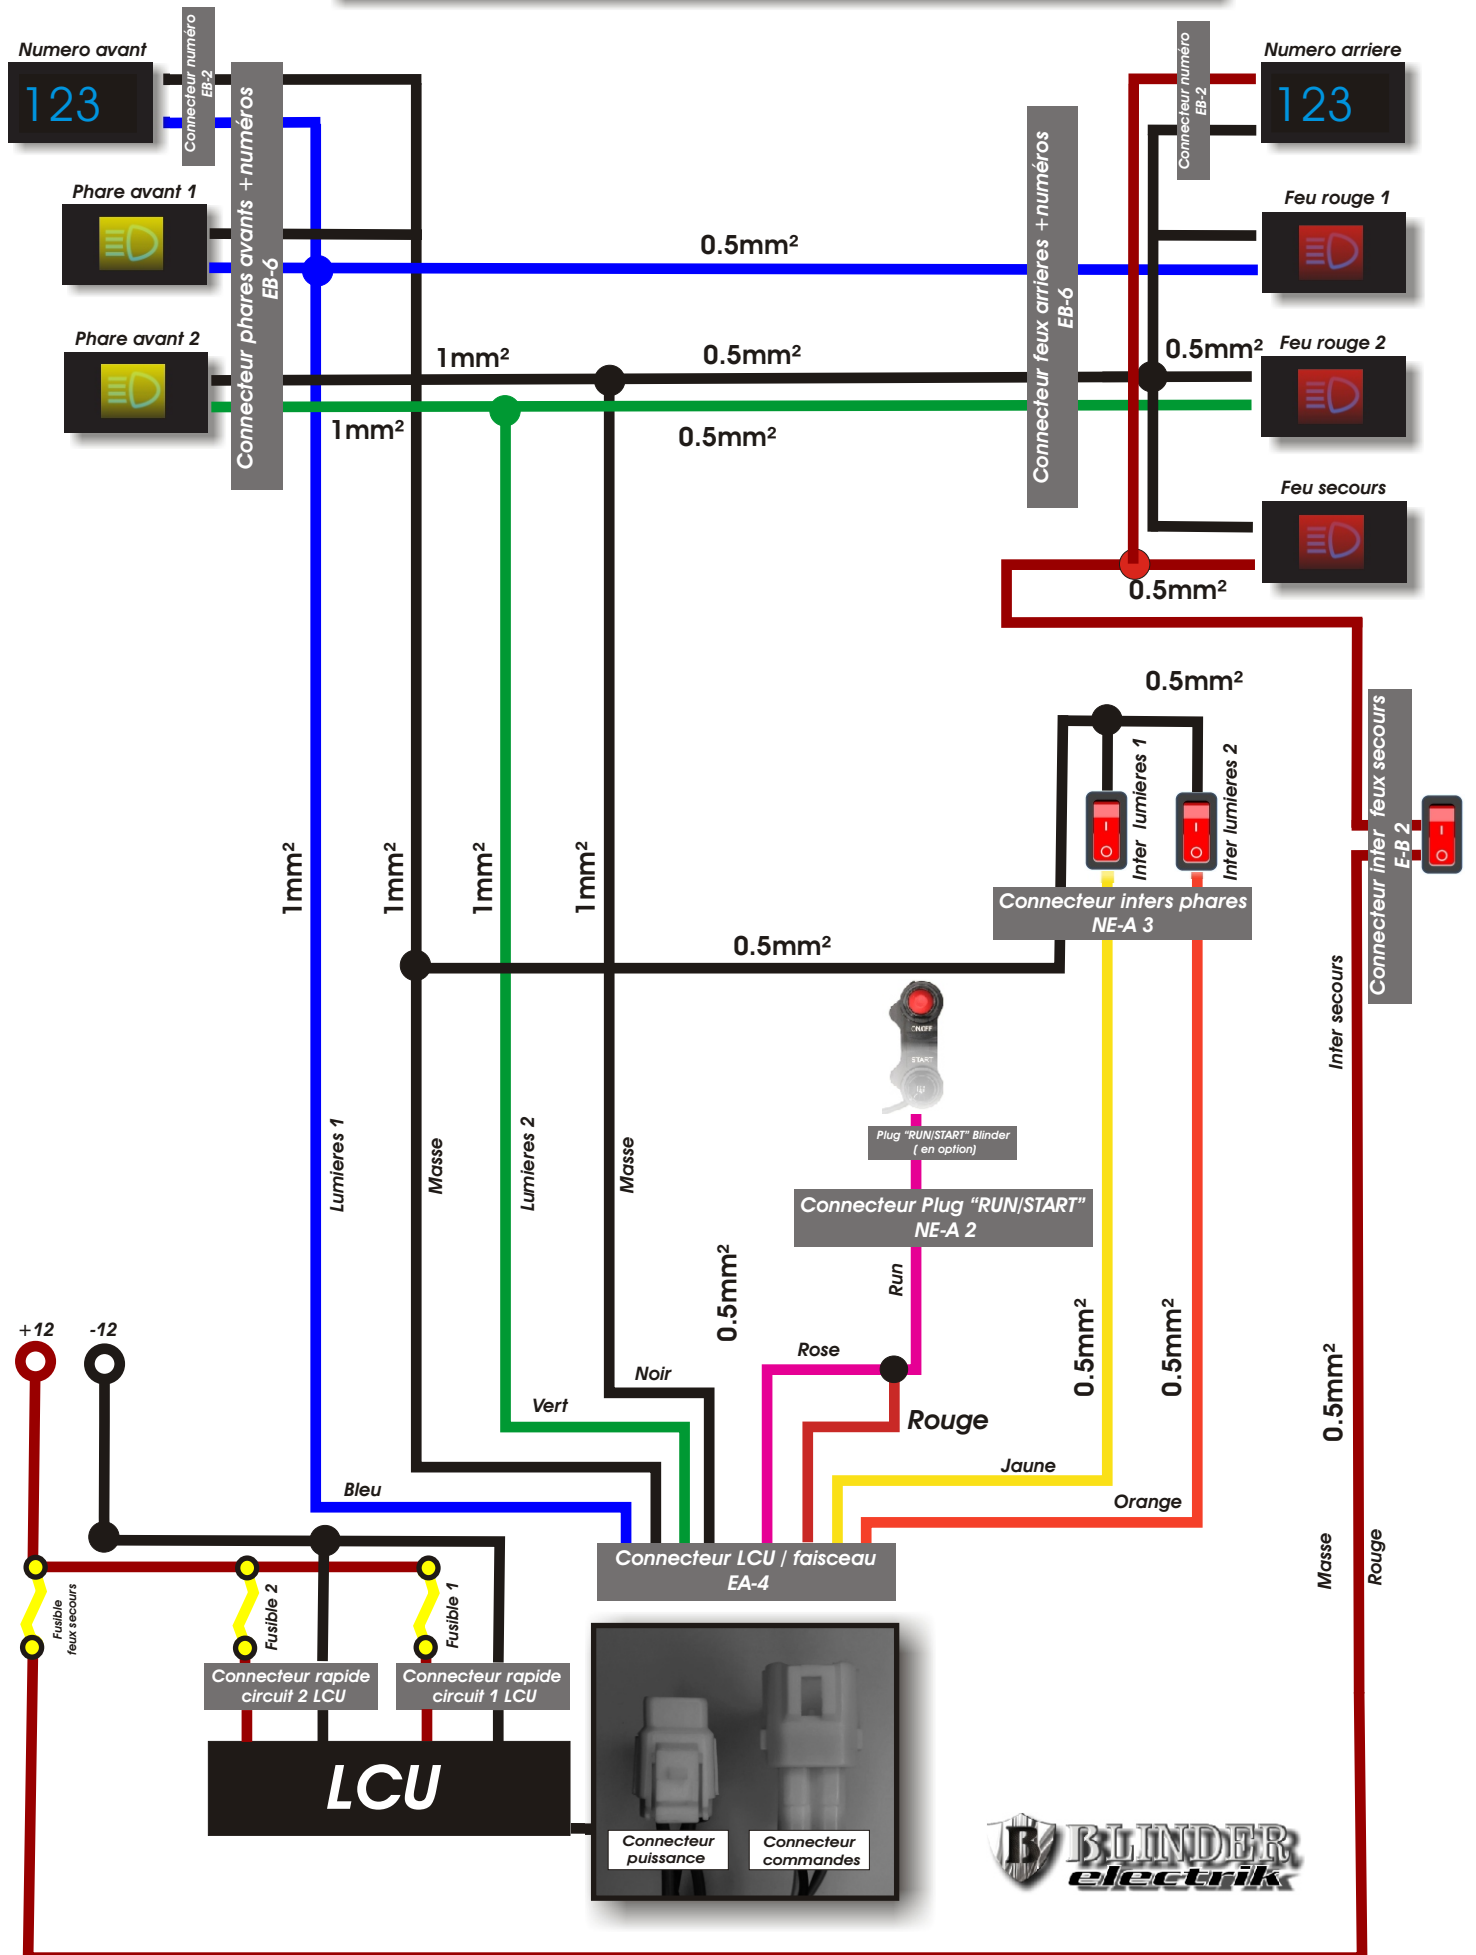 Numero avant
123
Connecteur numéro
EB-2
Connecteur phares avants +numéros
EB-6
Phare avant 1
Phare avant 2
Numero arriere
123
Connecteur numéro
EB-2
Connecteur feux arrieres +numéros
EB-6
Feu rouge 1
Feu rouge 2
Feu secours
0.5mm²
1mm²
0.5mm²
0.5mm²
1mm²
0.5mm²
0.5mm²
0.5mm²
Inter lumieres 1
Inter lumieres 2
Connecteur inters phares
NE-A 3
Connecteur inter feux secours
E-B 2
1mm²
1mm²
1mm²
1mm²
0.5mm²
ON/OFF
START
Inter secours
Plug "RUN/START" Blinder
( en option)
Connecteur Plug “RUN/START”
NE-A 2
Lumieres 1
Masse
Lumieres 2
Masse
0.5mm²
Run
0.5mm²
0.5mm²
0.5mm²
+12
-12
Rose
Noir
Vert
Rouge
Jaune
Bleu
Orange
Connecteur LCU / faisceau
EA-4
Masse
Rouge
Fusible
feux secours
Fusible 2
Fusible 1
Connecteur rapide
circuit 2 LCU
Connecteur rapide
circuit 1 LCU
LCU
Connecteur
puissance
Connecteur
commandes
B BLINDER
electrik